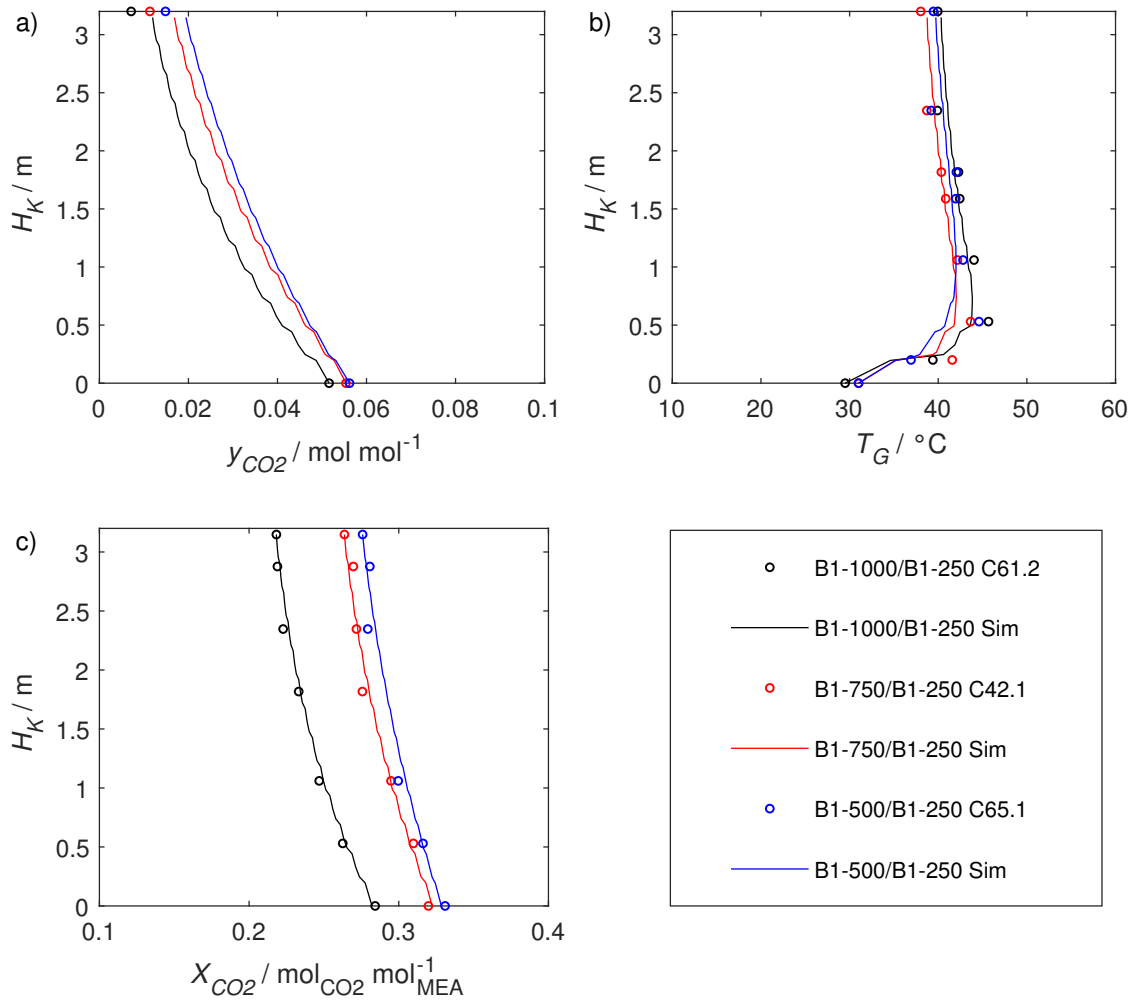 a)
3
2.5
2
1.5
1
0.5
0
H_K / m
0 0.02 0.04 0.06 0.08 0.1
y_CO2 / mol mol^-1
b)
3
2.5
2
1.5
1
0.5
0
H_K / m
10 20 30 40 50 60
T_G / °C
c)
3
2.5
2
1.5
1
0.5
0
H_K / m
0.1 0.2 0.3 0.4
X_CO2 / mol_CO2 mol_MEA^-1
B1-1000/B1-250 C61.2
B1-1000/B1-250 Sim
B1-750/B1-250 C42.1
B1-750/B1-250 Sim
B1-500/B1-250 C65.1
B1-500/B1-250 Sim